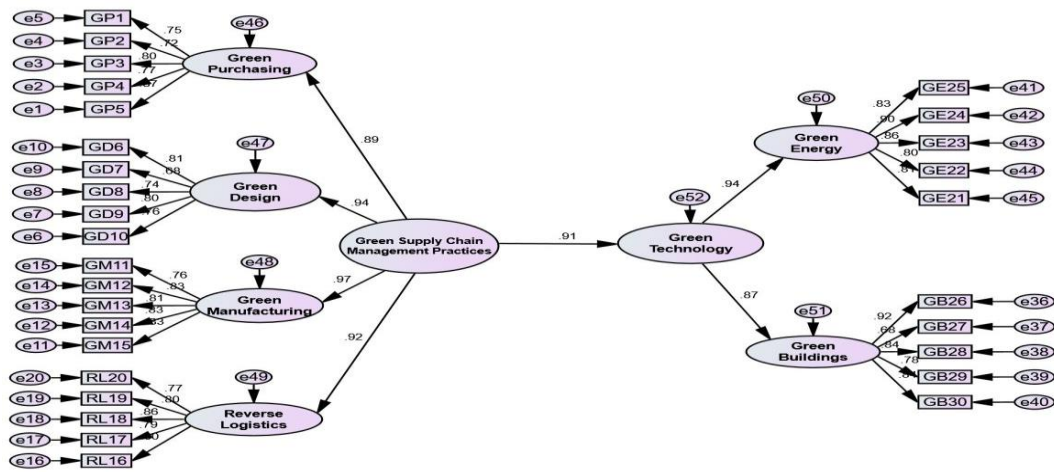 e5 GP1 .75
e4 GP2 .72
e3 GP3 .80
e2 GP4 .77
e1 GP5
e46
Green
Purchasing
.89
e10 GD6 .81
e9 GD7 .68
e8 GD8 .74
e7 GD9 .80
e6 GD10 .76
e47
Green
Design
.94
e15 GM11 .76
e14 GM12 .83
e13 GM13 .81
e12 GM14 .83
e11 GM15 .83
e48
Green
Manufacturing
.97
e20 RL20 .77
e19 RL19 .80
e18 RL18 .86
e17 RL17 .79
e16 RL16
e49
Reverse
Logistics
.92
Green Supply Chain
Management Practices
.91
e52
Green
Technology
.94
.87
e50
Green
Energy
.83 GE25 e41
.90 GE24 e42
.86 GE23 e43
.80 GE22 e44
GE21 e45
e51
Green
Buildings
.92 GB26 e36
.68 GB27 e37
.84 GB28 e38
.78 GB29 e39
GB30 e40